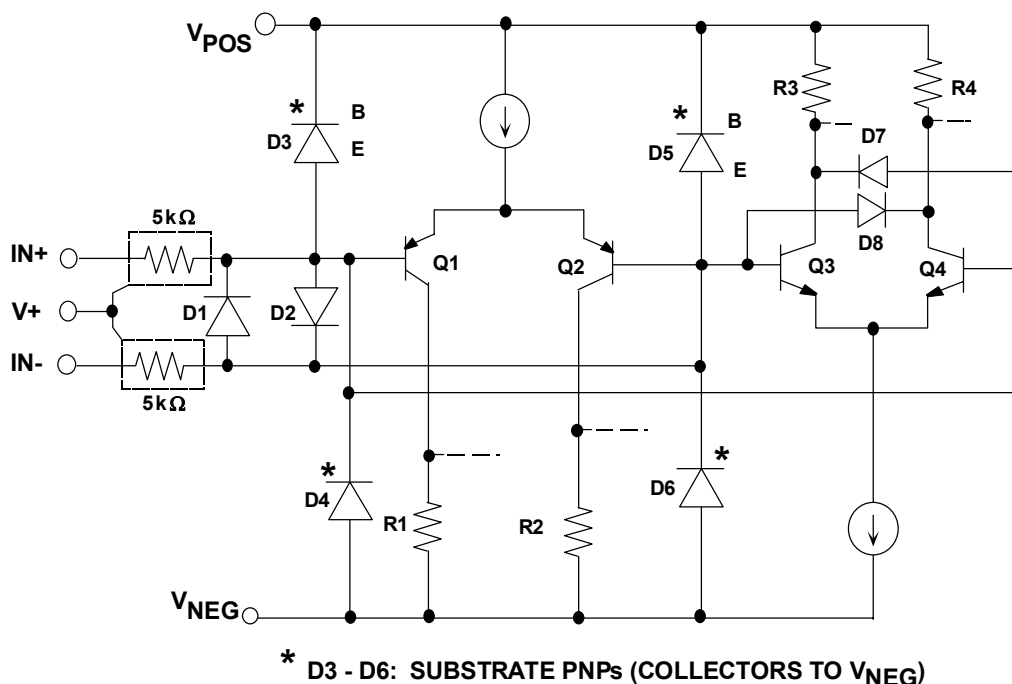 VPOS
* B
D3 E
* B
D5 E
R3
R4
D7
D8
5kΩ
IN+
Q1
Q2
Q3
Q4
V+
D1
D2
IN-
5kΩ
*
D4
*
D6
R1
R2
VNEG
* D3 - D6: SUBSTRATE PNPs (COLLECTORS TO VNEG)